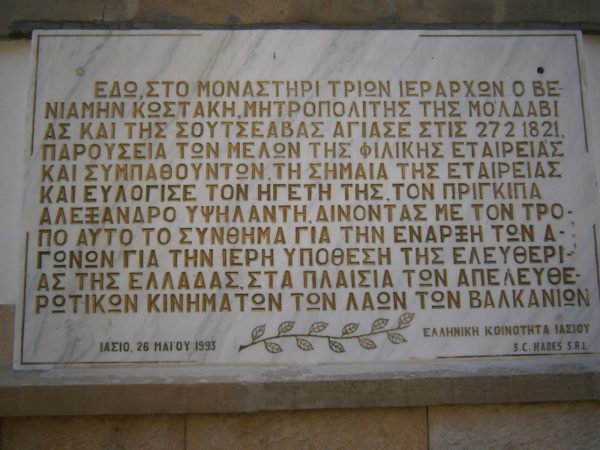 ΕΔΩ, ΣΤΟ ΜΟΝΑΣΤΗΡΙ ΤΡΙΩΝ ΙΕΡΑΡΧΩΝ Ο ΒΕ-
ΝΙΑΜΗΝ ΚΩΣΤΑΚΗ, ΜΗΤΡΟΠΟΛΙΤΗΣ ΤΗΣ ΜΟΛΔΑΒΙ
ΑΣ ΚΑΙ ΤΗΣ ΣΟΥΤΣΕΑΒΑΣ ΑΓΙΑΣΕ ΣΤΙΣ 27 2 1821,
ΠΑΡΟΥΣΕΙΑ ΤΩΝ ΜΕΛΩΝ ΤΗΣ ΦΙΛΙΚΗΣ ΕΤΑΙΡΕΙΑΣ
ΚΑΙ ΣΥΜΠΑΘΟΥΝΤΩΝ, ΤΗ ΣΗΜΑΙΑ ΤΗΣ ΕΤΑΙΡΕΙΑΣ
ΚΑΙ ΕΥΛΟΓΙΣΕ ΤΟΝ ΗΓΕΤΗ ΤΗΣ, ΤΟΝ ΠΡΙΓΚΙΠΑ
ΑΛΕΞΑΝΔΡΟ ΥΨΗΛΑΝΤΗ, ΔΙΝΟΝΤΑΣ ΜΕ ΤΟΝ ΤΡΟ-
ΠΟ ΑΥΤΟ ΤΟ ΣΥΝΘΗΜΑ ΓΙΑ ΤΗΝ ΕΝΑΡΞΗ ΤΩΝ Α-
ΓΩΝΩΝ ΓΙΑ ΤΗΝ ΙΕΡΗ ΥΠΟΘΕΣΗ ΤΗΣ ΕΛΕΥΘΕΡΙ-
ΑΣ ΤΗΣ ΕΛΛΑΔΑΣ, ΣΤΑ ΠΛΑΙΣΙΑ ΤΩΝ ΑΠΕΛΕΥΘΕ-
ΡΩΤΙΚΩΝ ΚΙΝΗΜΑΤΩΝ ΤΩΝ ΛΑΩΝ ΤΩΝ ΒΑΛΚΑΝΙΩΝ
ΙΑΣΙΟ, 26 ΜΑΙΟΥ 1993
ΕΛΛΗΝΙΚΗ ΚΟΙΝΟΤΗΤΑ ΙΑΣΙΟΥ
S.C. HADES S.R.L